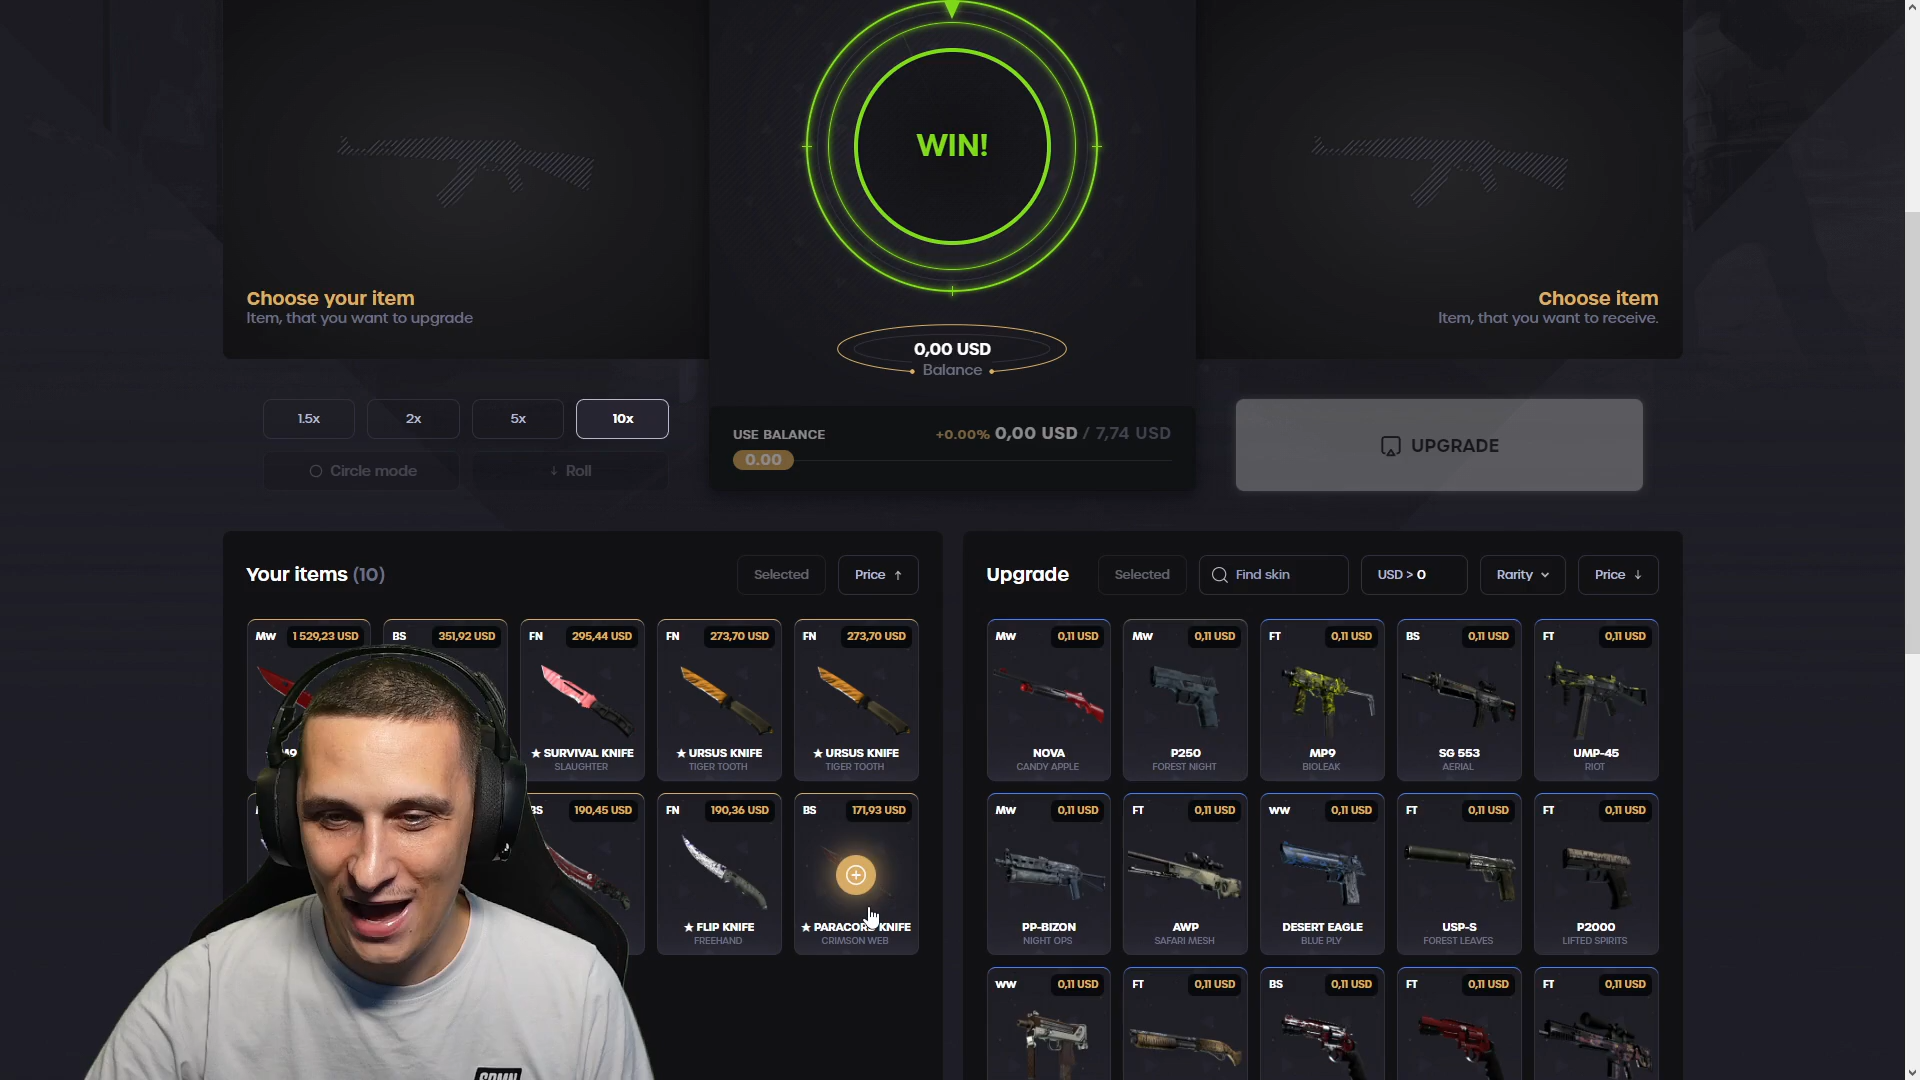 WIN!
Choose your item
Item, that you want to upgrade
Choose item
Item, that you want to receive.
0,00 USD
Balance
1.5x
2x
5x
10x
Circle mode
Roll
USE BALANCE
+0.00% 0,00 USD / 7,74 USD
0.00
UPGRADE
Your items (10)
Selected
Price
MW 1 529,23 USD
BS 351,92 USD
FN 295,44 USD
★ SURVIVAL KNIFE
SLAUGHTER
FN 273,70 USD
★ URSUS KNIFE
TIGER TOOTH
FN 273,70 USD
★ URSUS KNIFE
TIGER TOOTH
BS 190,45 USD
FN 190,36 USD
★ FLIP KNIFE
FREEHAND
BS 171,93 USD
★ PARACORD KNIFE
CRIMSON WEB
Upgrade
Selected
Find skin
USD > 0
Rarity
Price
MW 0,11 USD
NOVA
CANDY APPLE
MW 0,11 USD
P250
FOREST NIGHT
FT 0,11 USD
MP9
BIOLEAK
BS 0,11 USD
SG 553
AERIAL
FT 0,11 USD
UMP-45
RIOT
MW 0,11 USD
PP-BIZON
NIGHT OPS
FT 0,11 USD
AWP
SAFARI MESH
WW 0,11 USD
DESERT EAGLE
BLUE PLY
FT 0,11 USD
USP-S
FOREST LEAVES
FT 0,11 USD
P2000
LIFTED SPIRITS
WW 0,11 USD
FT 0,11 USD
BS 0,11 USD
FT 0,11 USD
FT 0,11 USD